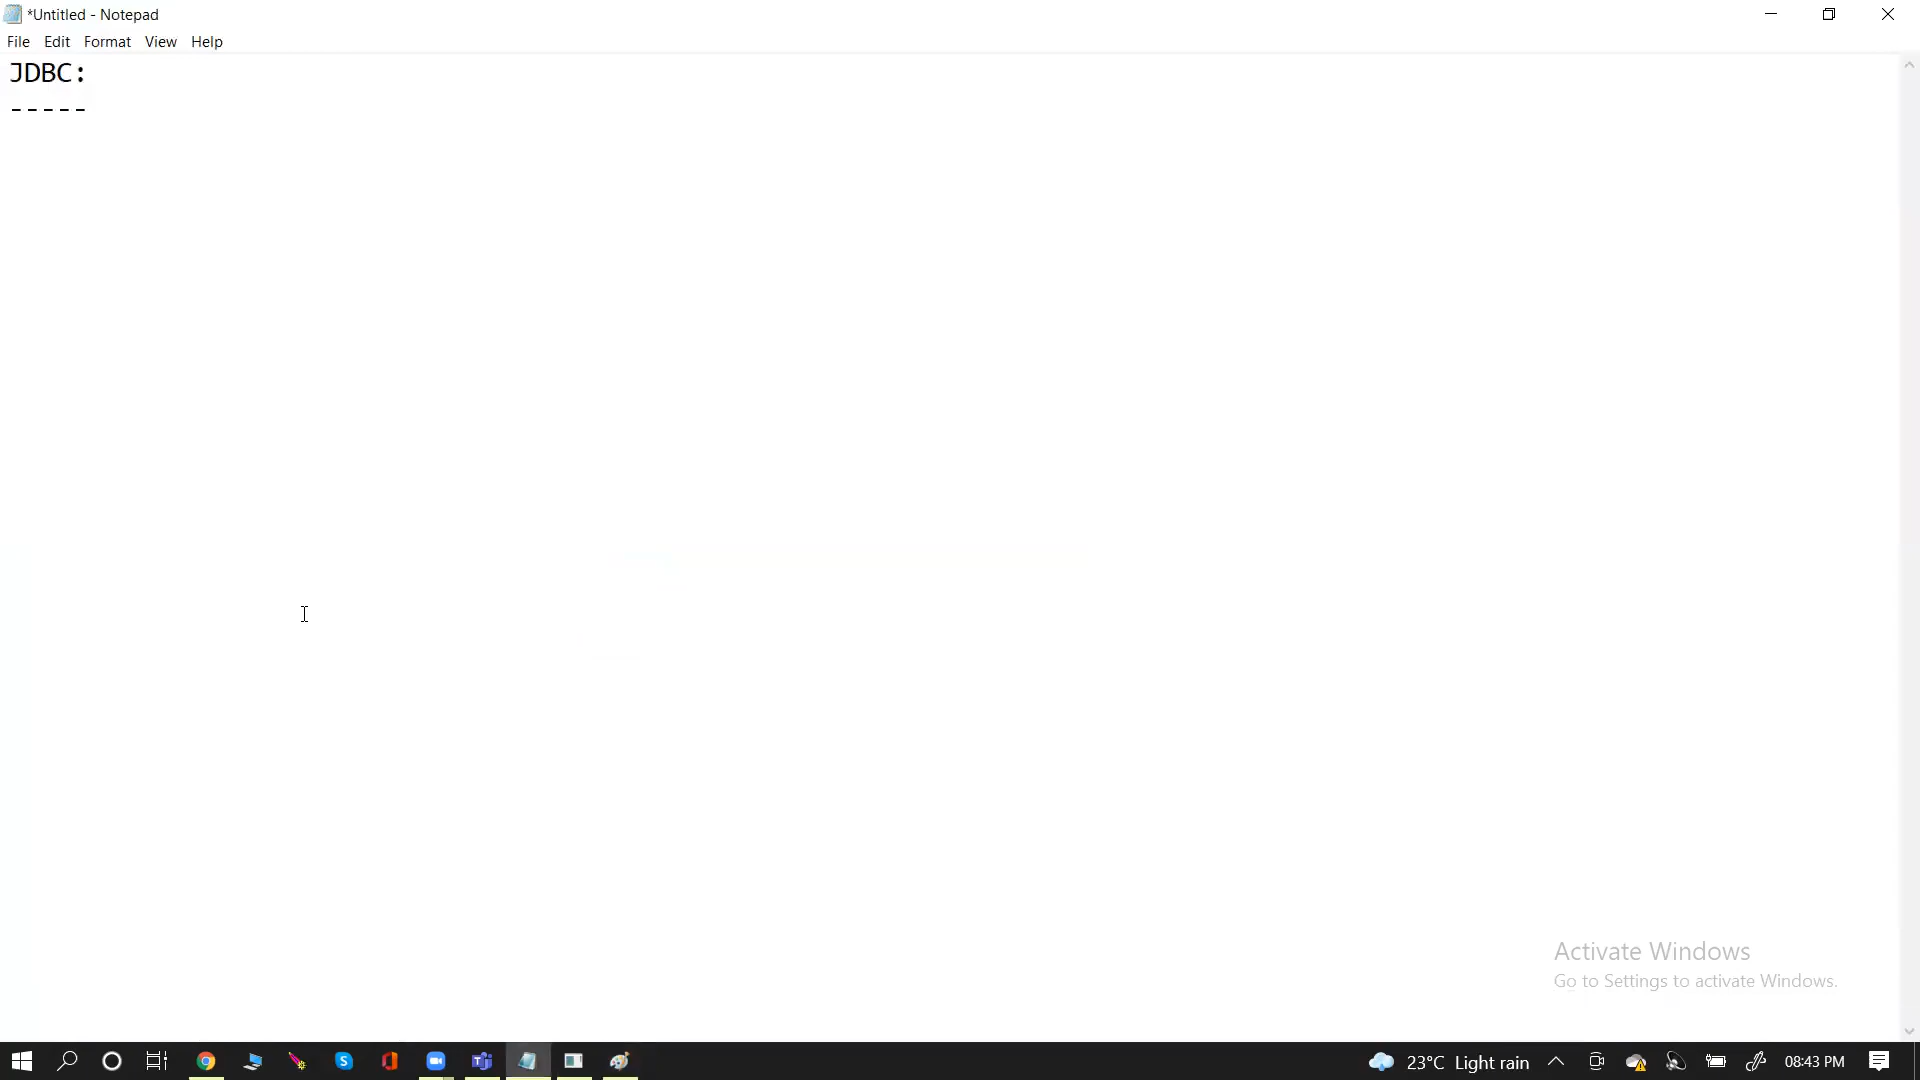 *Untitled - Notepad
File Edit Format View Help
JDBC:
-----
Activate Windows
Go to Settings to activate Windows.
23°C Light rain 08:43 PM